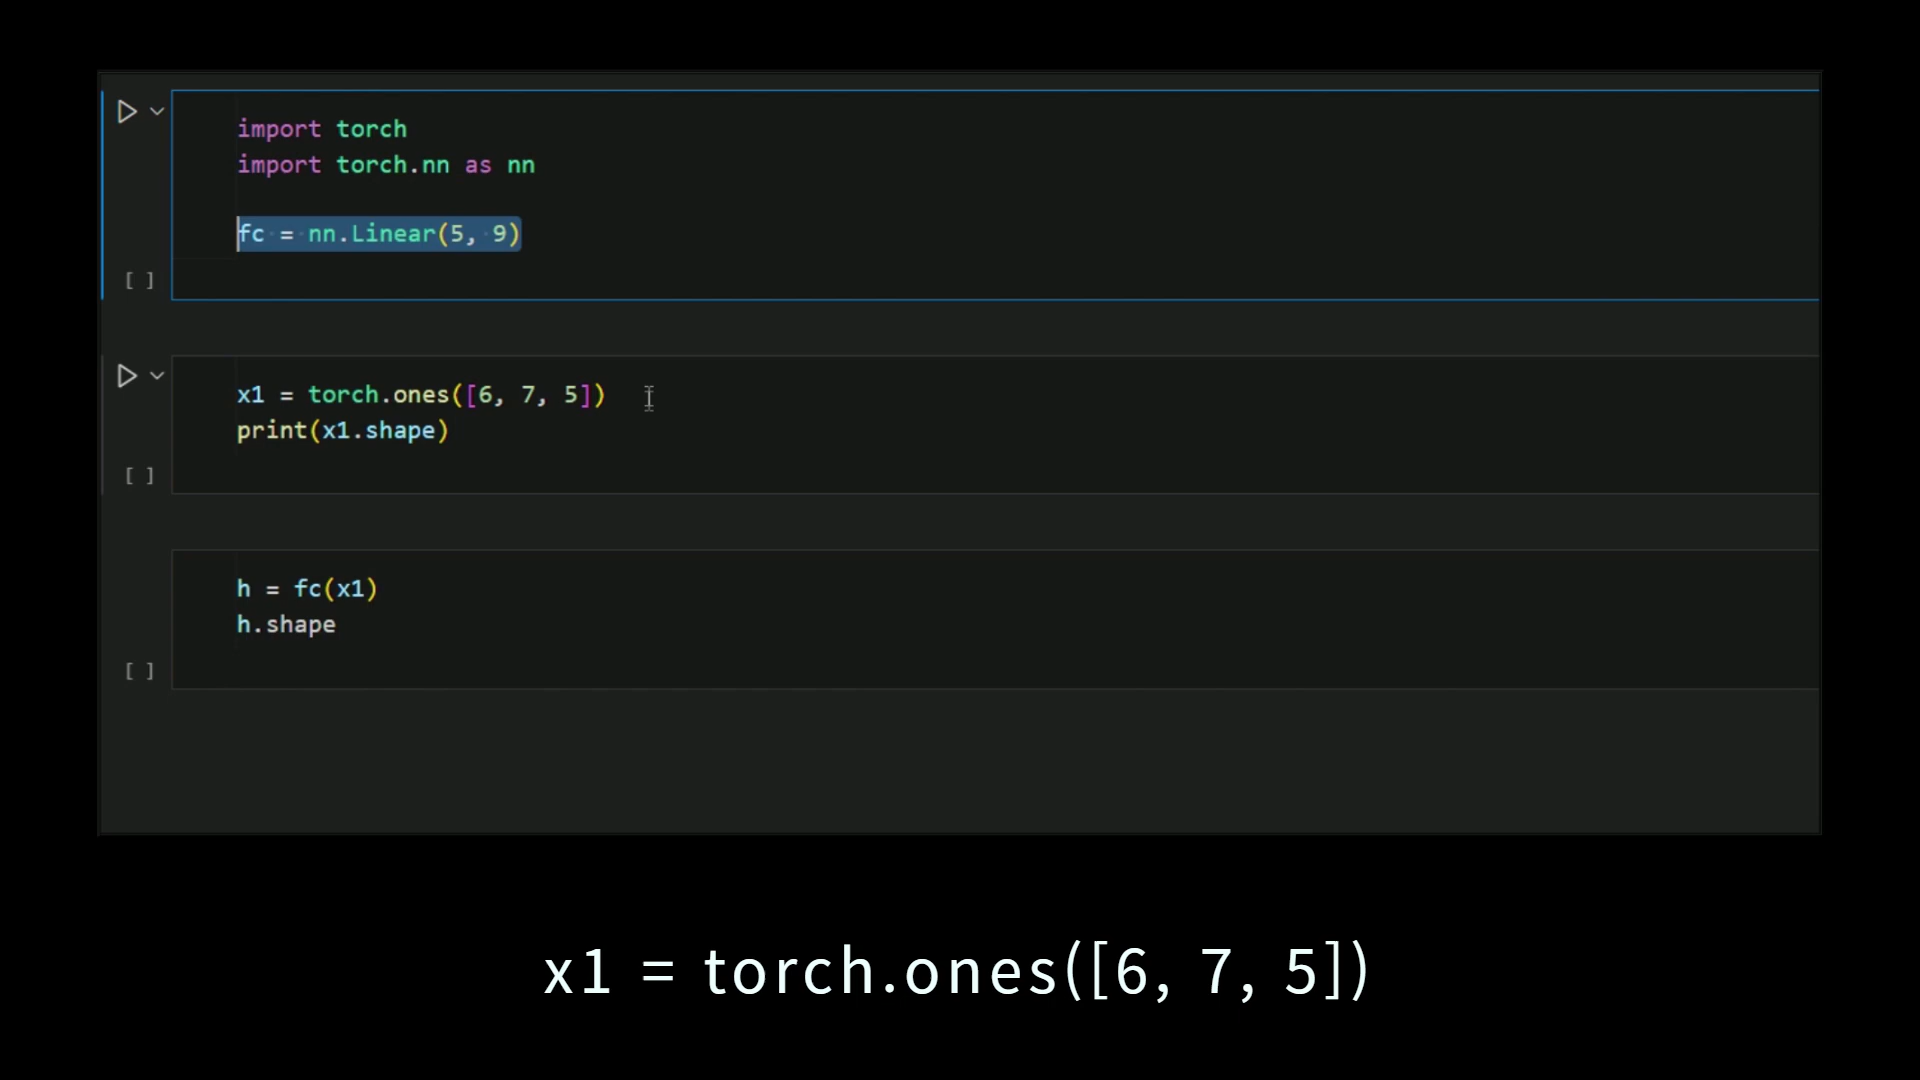 import torch
import torch.nn as nn
fc = nn.Linear(5, 9)
[ ]
x1 = torch.ones([6, 7, 5])
print(x1.shape)
[ ]
h = fc(x1)
h.shape
[ ]
x1 = torch.ones([6, 7, 5])